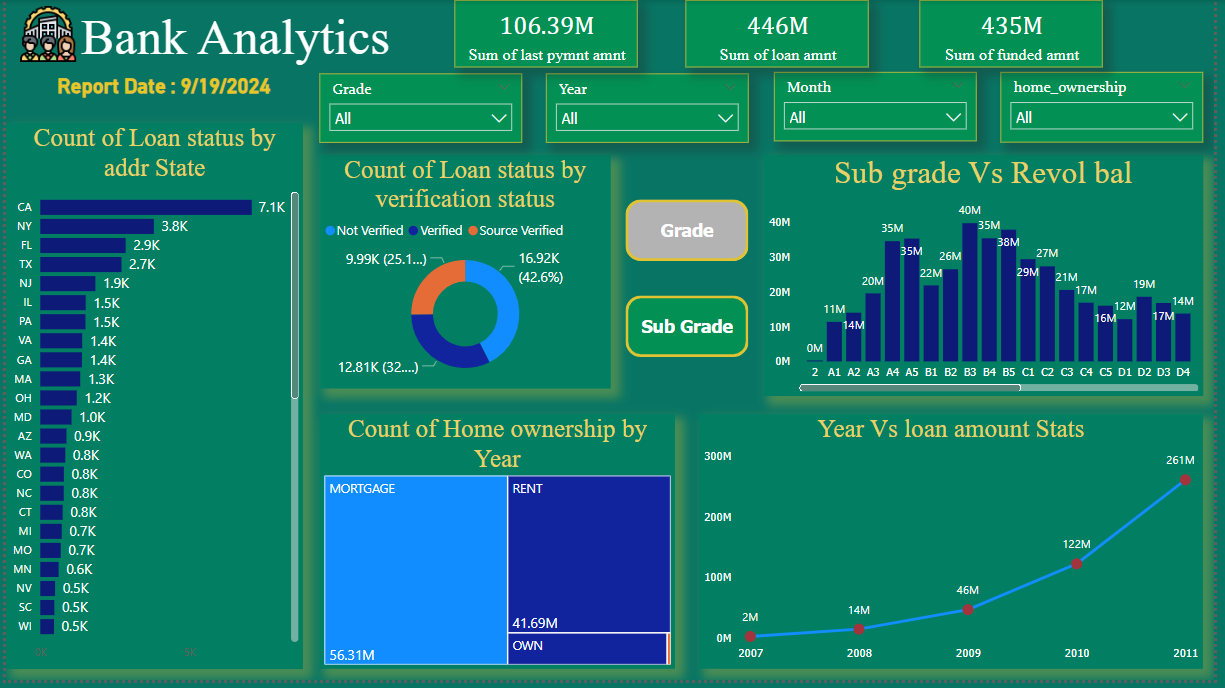 Bank Analytics
Report Date : 9/19/2024
106.39M
Sum of last pymnt amnt
446M
Sum of loan amnt
435M
Sum of funded amnt
Grade
All
Year
All
Month
All
home_ownership
All
Count of Loan status by
addr State
CA 7.1K
NY 3.8K
FL 2.9K
TX 2.7K
NJ 1.9K
IL 1.5K
PA 1.5K
VA 1.4K
GA 1.4K
MA 1.3K
OH 1.2K
MD 1.0K
AZ 0.9K
WA 0.8K
CO 0.8K
NC 0.8K
CT 0.8K
MI 0.7K
MO 0.7K
MN 0.6K
NV 0.5K
SC 0.5K
WI 0.5K
0K 5K
Count of Loan status by
verification status
Not Verified Verified Source Verified
9.99K (25.1...)
16.92K
(42.6%)
12.81K (32....)
Grade
Sub Grade
Sub grade Vs Revol bal
40M
30M
20M
10M
0M
0M 11M 14M 20M 35M 35M 22M 26M 40M 35M 38M 29M 27M 21M 17M 16M 12M 19M 17M 14M
2 A1 A2 A3 A4 A5 B1 B2 B3 B4 B5 C1 C2 C3 C4 C5 D1 D2 D3 D4
Count of Home ownership by
Year
MORTGAGE
56.31M
RENT
41.69M
OWN
Year Vs loan amount Stats
300M
200M
100M
0M
2M 14M 46M 122M 261M
2007 2008 2009 2010 2011